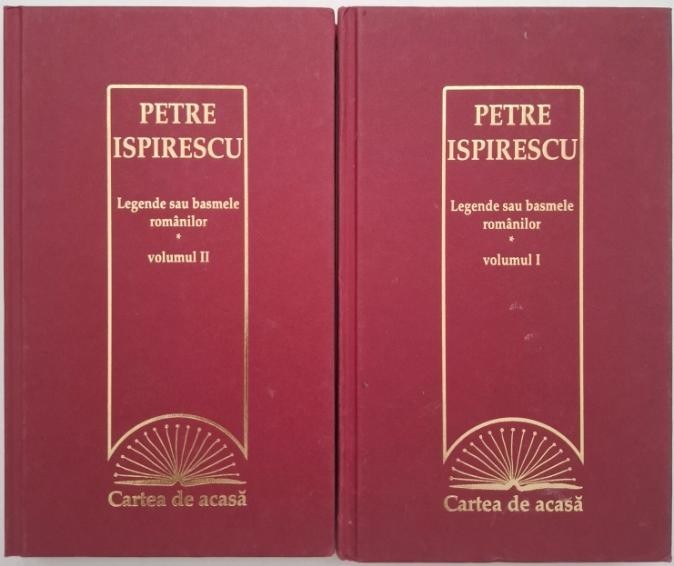 PETRE
ISPIRESCU
Legende sau basmele
românilor
*
volumul II
Cartea de acasă
PETRE
ISPIRESCU
Legende sau basmele
românilor
*
volumul I
Cartea de acasă